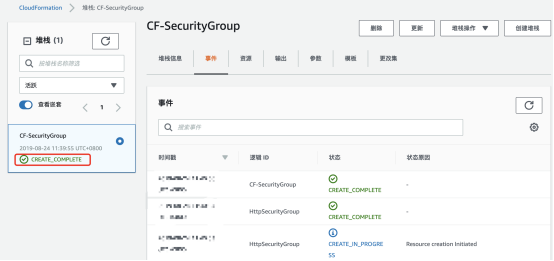 CloudFormation > 堆栈: CF-SecurityGroup
堆栈 (1)
按堆栈名称筛选
活跃
查看嵌套
1
CF-SecurityGroup
2019-08-24 11:39:55 UTC+0800
CREATE_COMPLETE
CF-SecurityGroup
删除 更新 堆栈操作 ▼ 创建堆栈
堆栈信息 事件 资源 输出 参数 模板 更改集
事件
搜索事件
时间戳 逻辑 ID 状态 状态原因
CF-SecurityGroup CREATE_COMPLETE -
HttpSecurityGroup CREATE_COMPLETE -
HttpSecurityGroup CREATE_IN_PROGRE Resource creation Initiated
SS